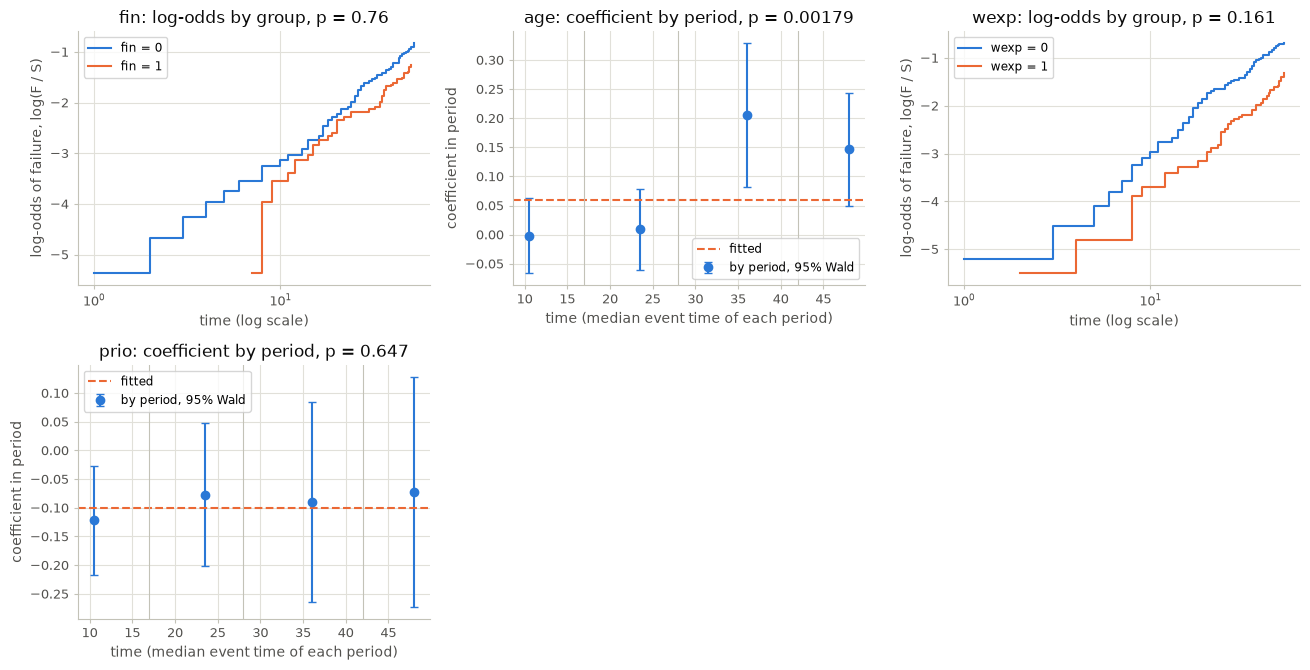 fin: log-odds by group, p = 0.76
log-odds of failure, log(F / S)
−1
−2
−3
−4
−5
fin = 0
fin = 1
10⁰
10¹
time (log scale)
age: coefficient by period, p = 0.00179
coefficient in period
0.30
0.25
0.20
0.15
0.10
0.05
0.00
−0.05
fitted
by period, 95% Wald
10 15 20 25 30 35 40 45
time (median event time of each period)
wexp: log-odds by group, p = 0.161
log-odds of failure, log(F / S)
−1
−2
−3
−4
−5
wexp = 0
wexp = 1
10⁰
10¹
time (log scale)
prio: coefficient by period, p = 0.647
coefficient in period
0.10
0.05
0.00
−0.05
−0.10
−0.15
−0.20
−0.25
fitted
by period, 95% Wald
10 15 20 25 30 35 40 45
time (median event time of each period)